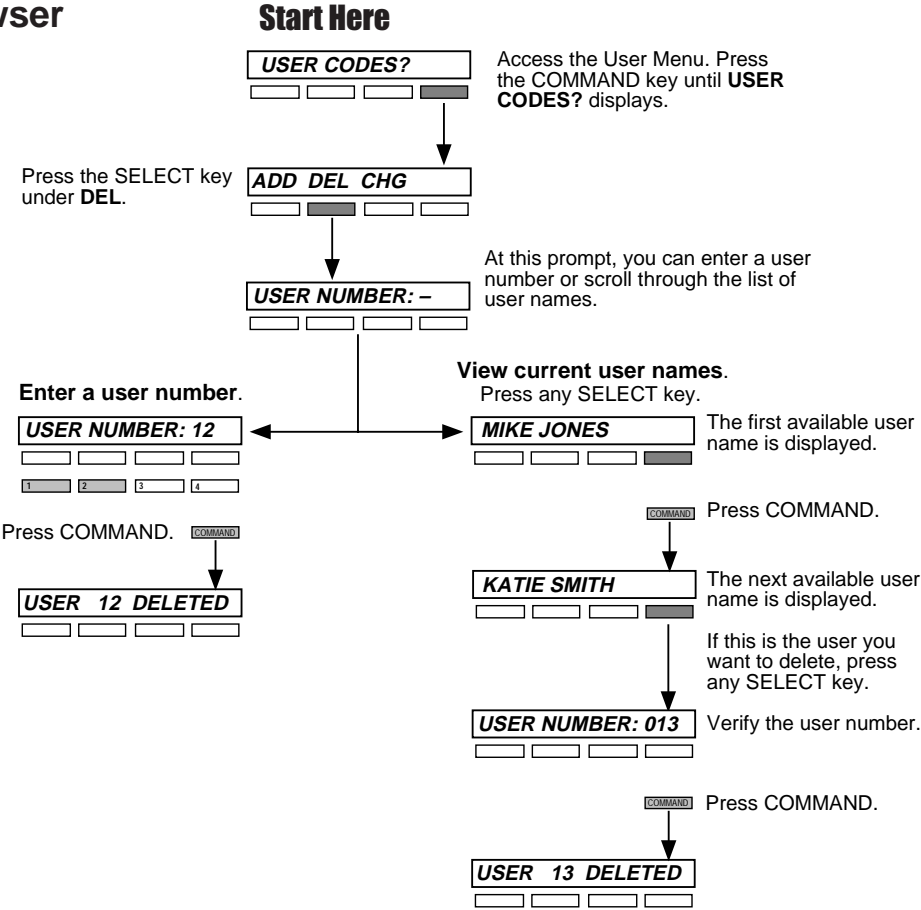 Start Here
USER CODES?
Access the User Menu. Press
the COMMAND key until USER
CODES? displays.
Press the SELECT key
under DEL.
ADD DEL CHG
At this prompt, you can enter a user
number or scroll through the list of
user names.
USER NUMBER: –
Enter a user number.
USER NUMBER: 12
1 2 3 4
Press COMMAND.
COMMAND
USER 12 DELETED
View current user names.
Press any SELECT key.
MIKE JONES
The first available user
name is displayed.
COMMAND
Press COMMAND.
KATIE SMITH
The next available user
name is displayed.
If this is the user you
want to delete, press
any SELECT key.
USER NUMBER: 013
Verify the user number.
COMMAND
Press COMMAND.
USER 13 DELETED